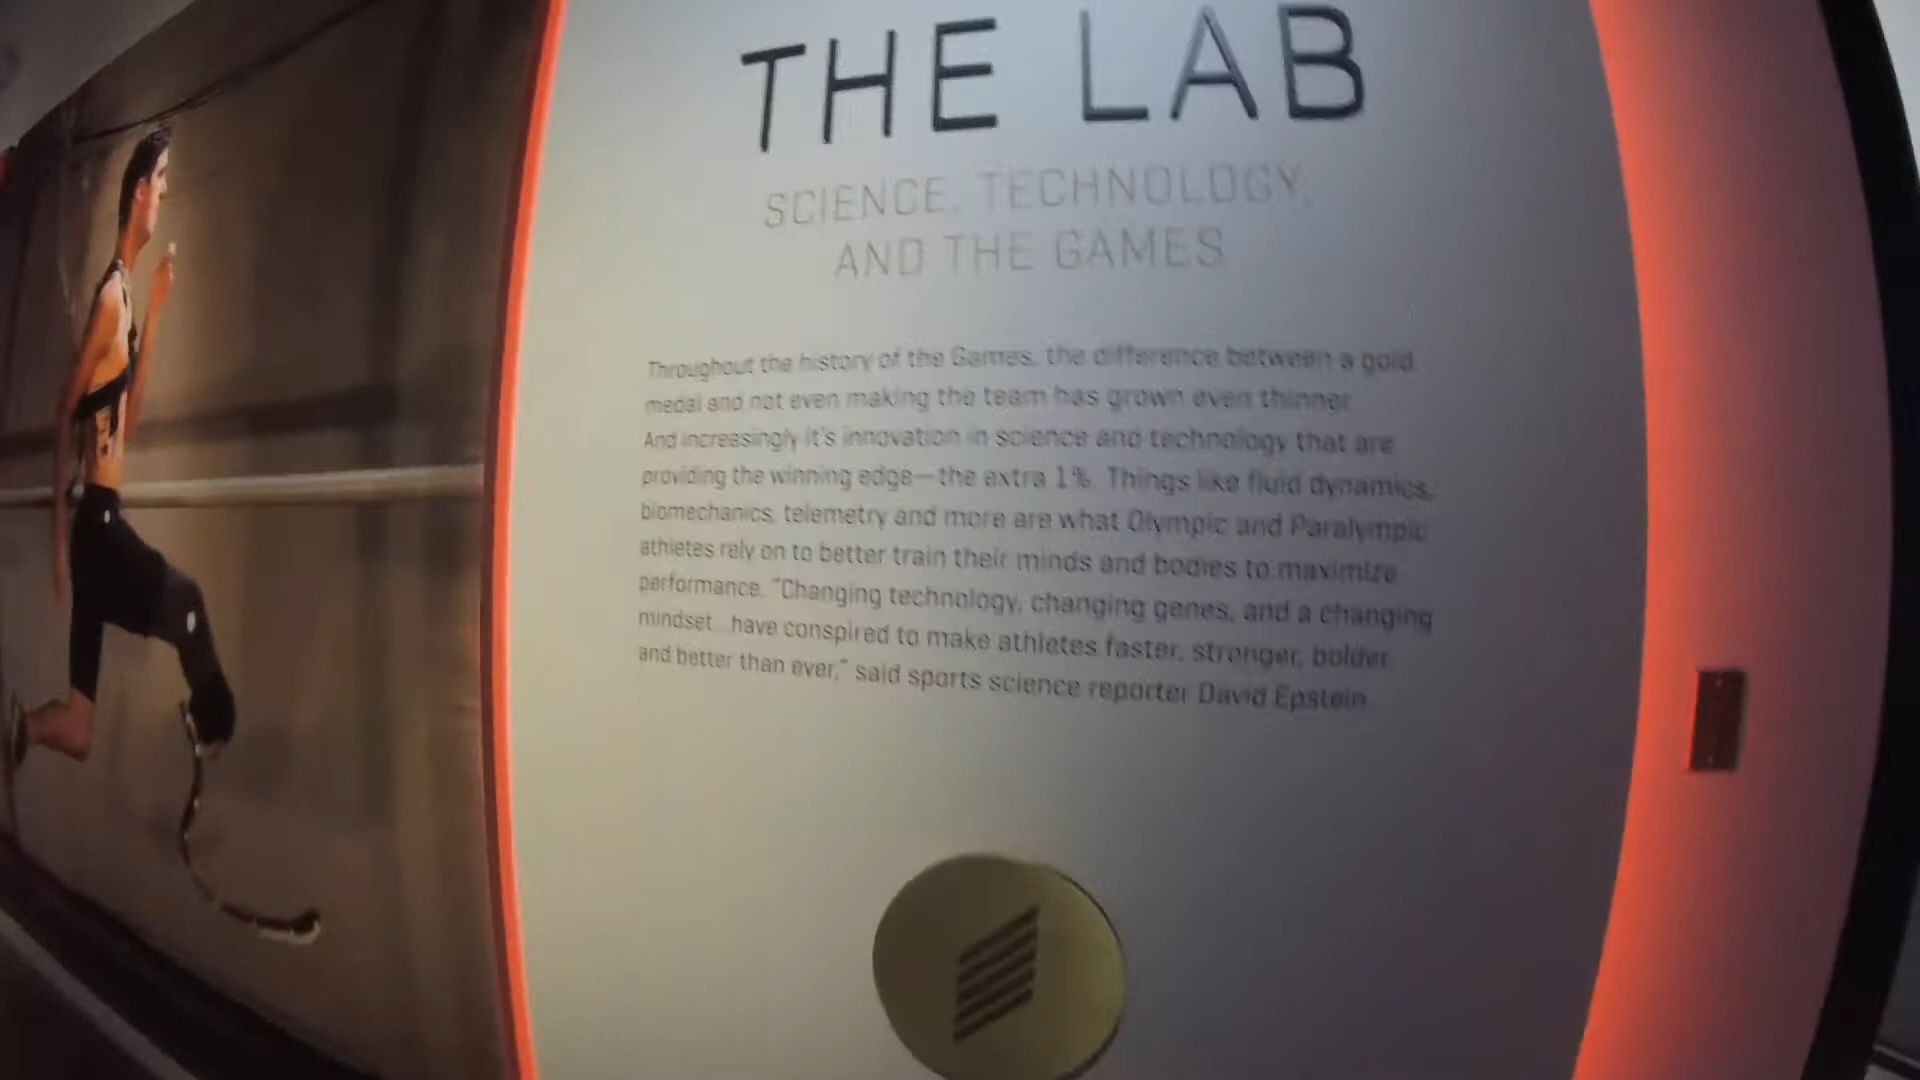 THE LAB
SCIENCE, TECHNOLOGY,
AND THE GAMES
Throughout the history of the Games, the difference between a gold
medal and not even making the team has grown even thinner.
And increasingly it's innovation in science and technology that are
providing the winning edge—the extra 1%. Things like fluid dynamics,
biomechanics, telemetry and more are what Olympic and Paralympic
athletes rely on to better train their minds and bodies to maximize
performance. "Changing technology, changing genes, and a changing
mindset...have conspired to make athletes faster, stronger, bolder
and better than ever," said sports science reporter David Epstein.